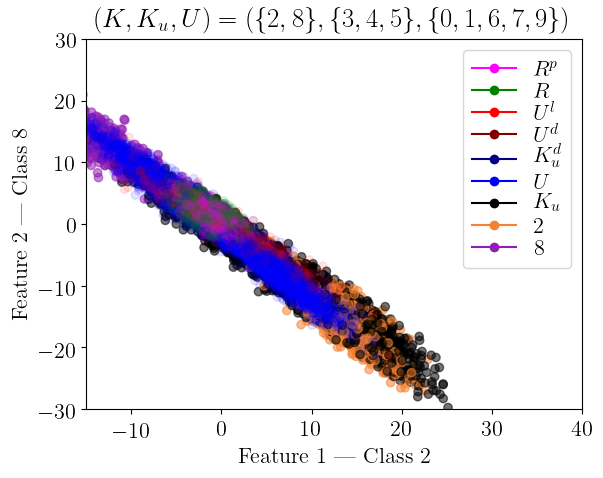 (K, K_u, U) = ({2, 8}, {3, 4, 5}, {0, 1, 6, 7, 9})
30
20
10
0
−10
−20
−30
Feature 2 — Class 8
R^p
R
U^l
U^d
K_u^d
U
K_u
2
8
−10
0
10
20
30
40
Feature 1 — Class 2